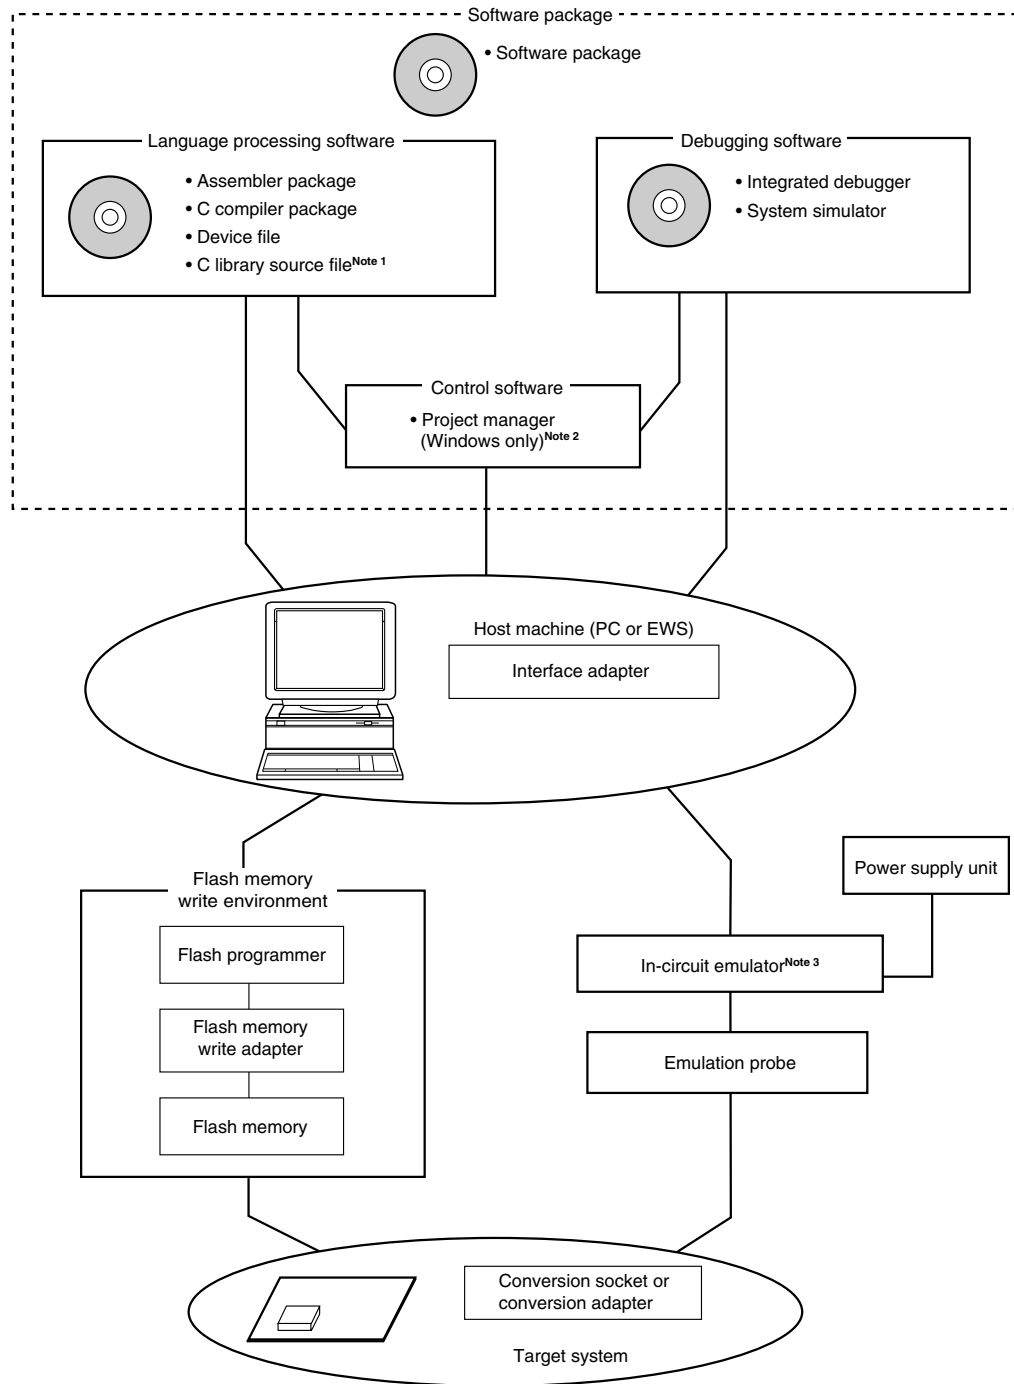 Software package
• Software package
Language processing software
• Assembler package
• C compiler package
• Device file
• C library source fileNote 1
Debugging software
• Integrated debugger
• System simulator
Control software
• Project manager
(Windows only)Note 2
Host machine (PC or EWS)
Interface adapter
Flash memory
write environment
Flash programmer
Flash memory
write adapter
Flash memory
Power supply unit
In-circuit emulatorNote 3
Emulation probe
Conversion socket or
conversion adapter
Target system